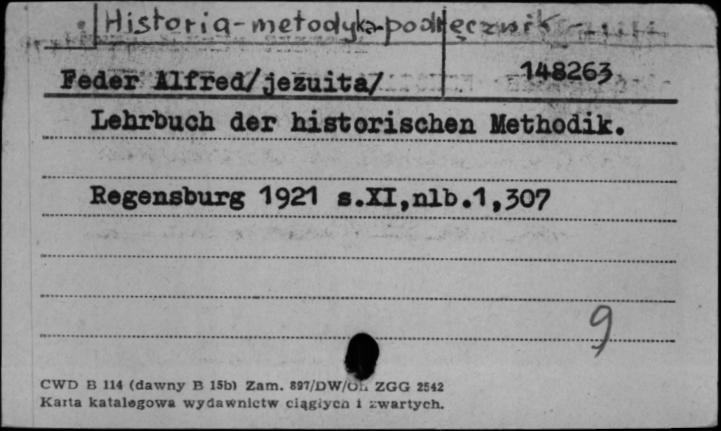 Historia-metodyka-podręcznik
148263
Feder Alfred/jezuita/
Lehrbuch der historischen Methodik.
Regensburg 1921 s.XI,nlb.1,307
9
CWD B 114 (dawny B 15b) Zam. 897/DW/ ZGG 2542
Karta katalogowa wydawnictw ciągłych i zwartych.